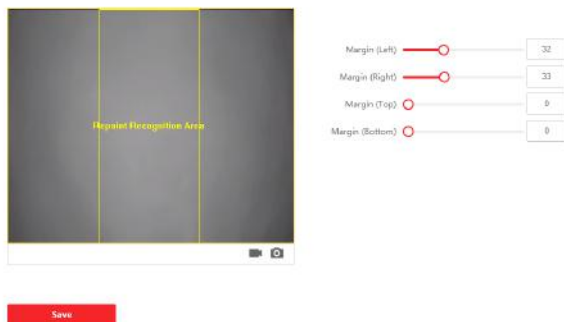 Margin (Left) 32
Margin (Right) 33
Margin (Top) 0
Margin (Bottom) 0
Repaint Recognition Area
Save